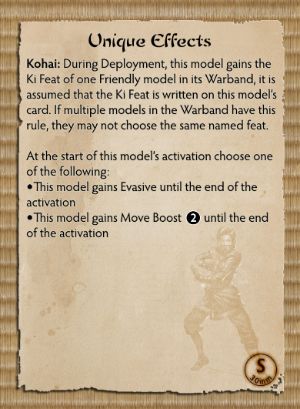 Unique Effects
Kohai: During Deployment, this model gains the
Ki Feat of one Friendly model in its Warband, it is
assumed that the Ki Feat is written on this model's
card. If multiple models in the Warband have this
rule, they may not choose the same named feat.
At the start of this model's activation choose one
of the following:
•This model gains Evasive until the end of the
activation
•This model gains Move Boost 2 until the end
of the activation
S
30mm